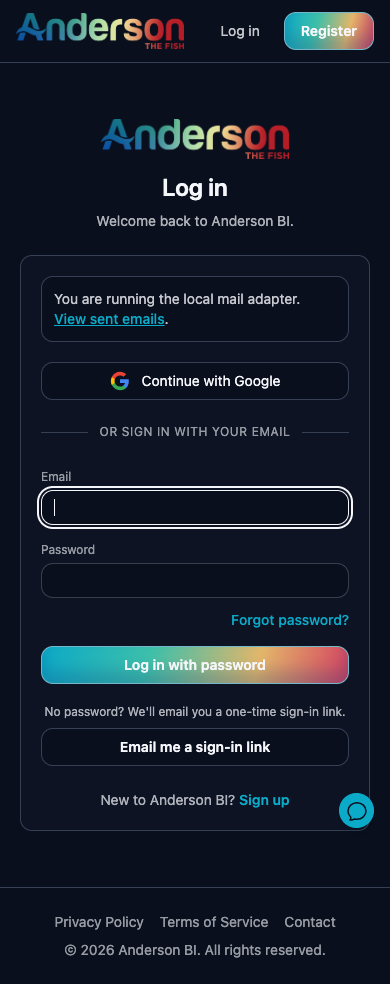 Anderson
THE FISH
Log in
Register
Anderson
THE FISH
Log in
Welcome back to Anderson BI.
You are running the local mail adapter.
View sent emails.
Continue with Google
OR SIGN IN WITH YOUR EMAIL
Email
Password
Forgot password?
Log in with password
No password? We'll email you a one-time sign-in link.
Email me a sign-in link
New to Anderson BI? Sign up
Privacy Policy
Terms of Service
Contact
© 2026 Anderson BI. All rights reserved.